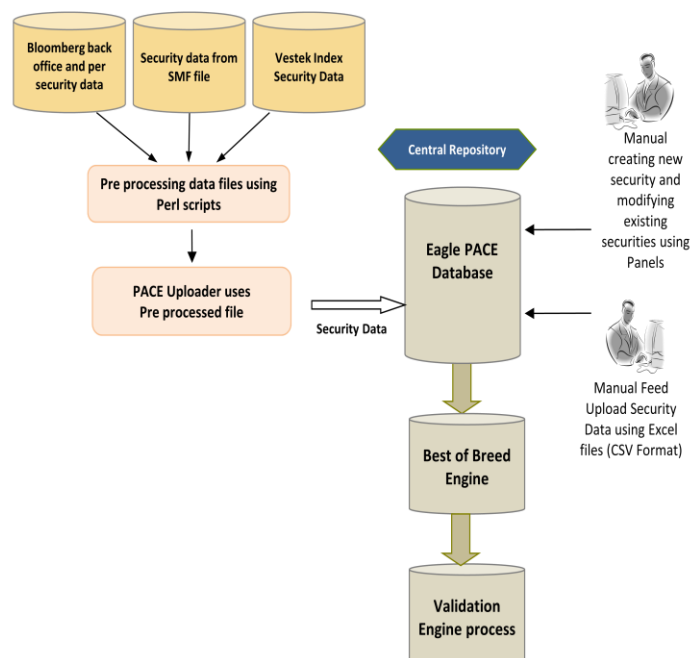 Bloomberg back
office and per
security data
Security data from
SMF file
Vestek Index
Security Data
Pre processing data files using
Perl scripts
PACE Uploader uses
Pre processed file
Security Data
Central Repository
Eagle PACE
Database
Manual
creating new
security and
modifying
existing
securities using
Panels
Manual Feed
Upload Security
Data using Excel
files (CSV Format)
Best of Breed
Engine
Validation
Engine process